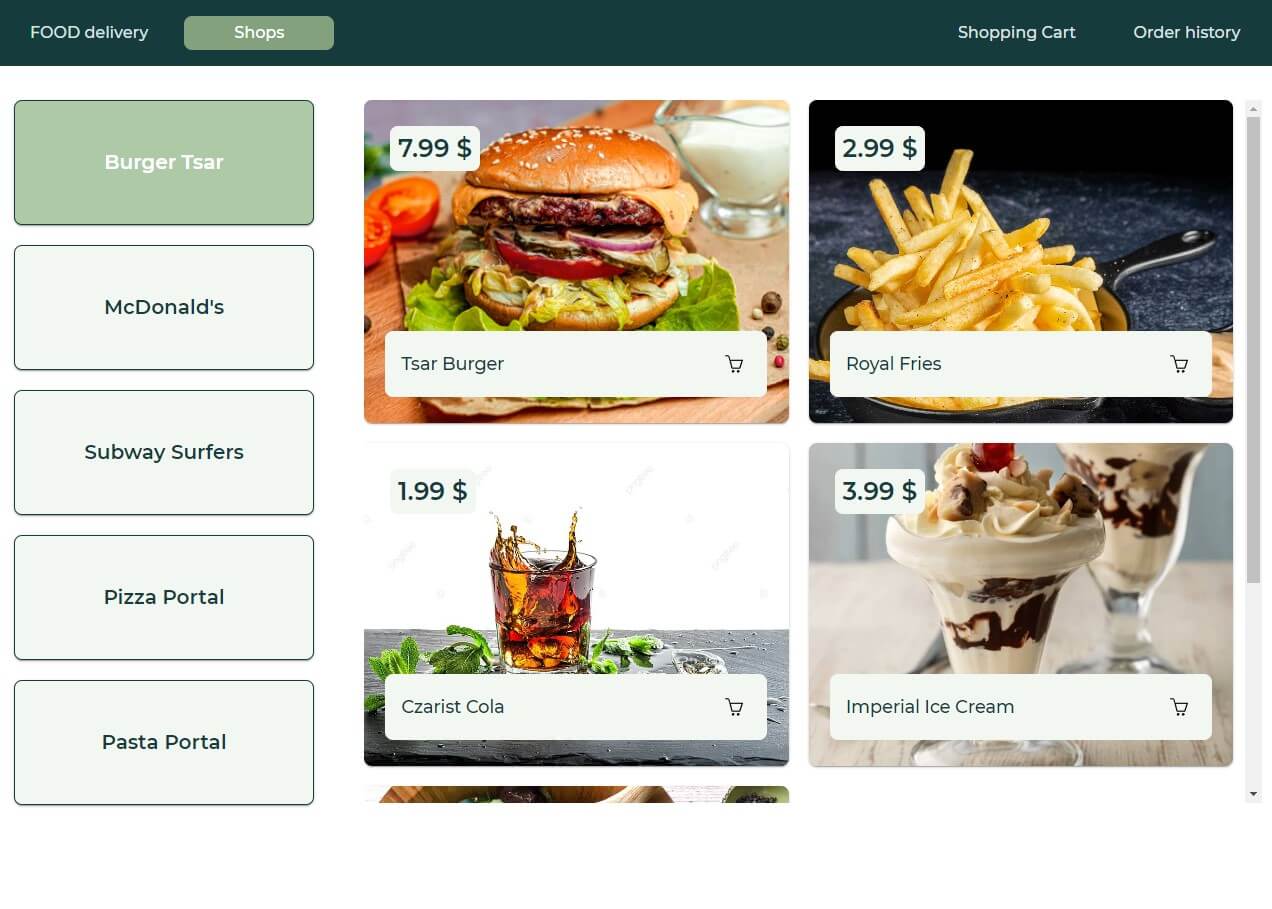 FOOD delivery
Shops
Shopping Cart
Order history
Burger Tsar
McDonald's
Subway Surfers
Pizza Portal
Pasta Portal
7.99 $
Tsar Burger
2.99 $
Royal Fries
1.99 $
Czarist Cola
3.99 $
Imperial Ice Cream